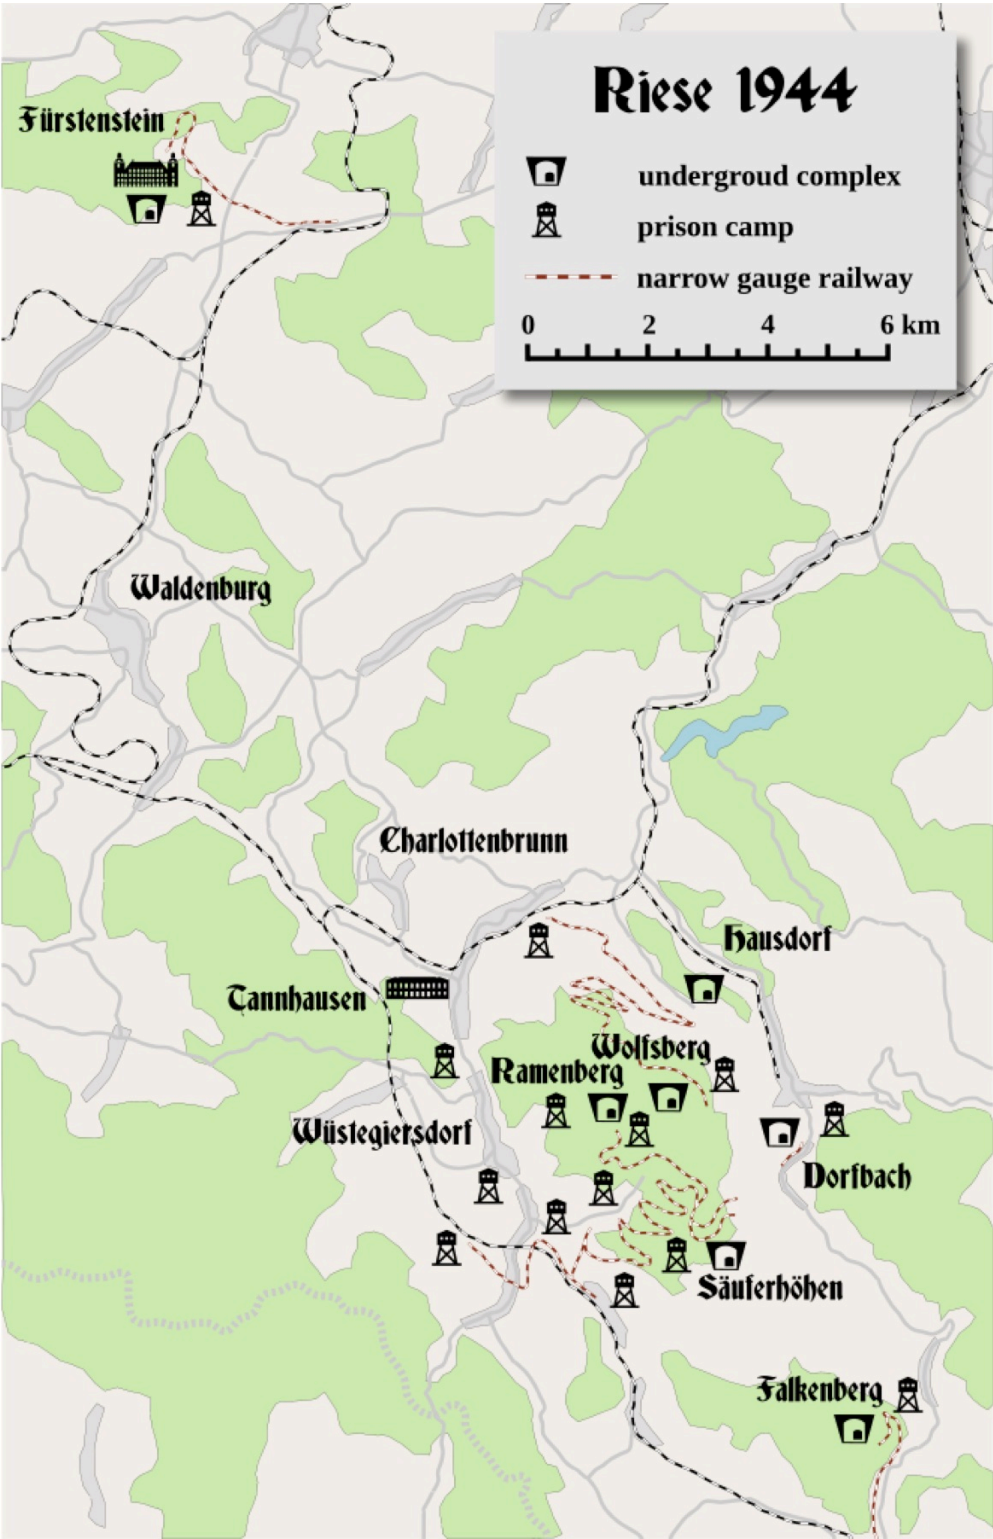 Riese 1944
undergroud complex
prison camp
narrow gauge railway
0 2 4 6 km
Fürstenstein
Waldenburg
Charlottenbrunn
Hausdorf
Tannhausen
Wolfsberg
Ramenberg
Wüstegiersdorf
Dorfbach
Säuferhöhen
Falkenberg